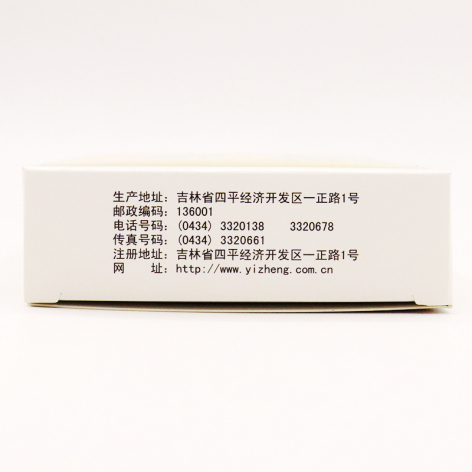 生产地址：吉林省四平经济开发区一正路1号
邮政编码：136001
电话号码：(0434) 3320138 3320678
传真号码：(0434) 3320661
注册地址：吉林省四平经济开发区一正路1号
网 址：http://www.yizheng.com.cn